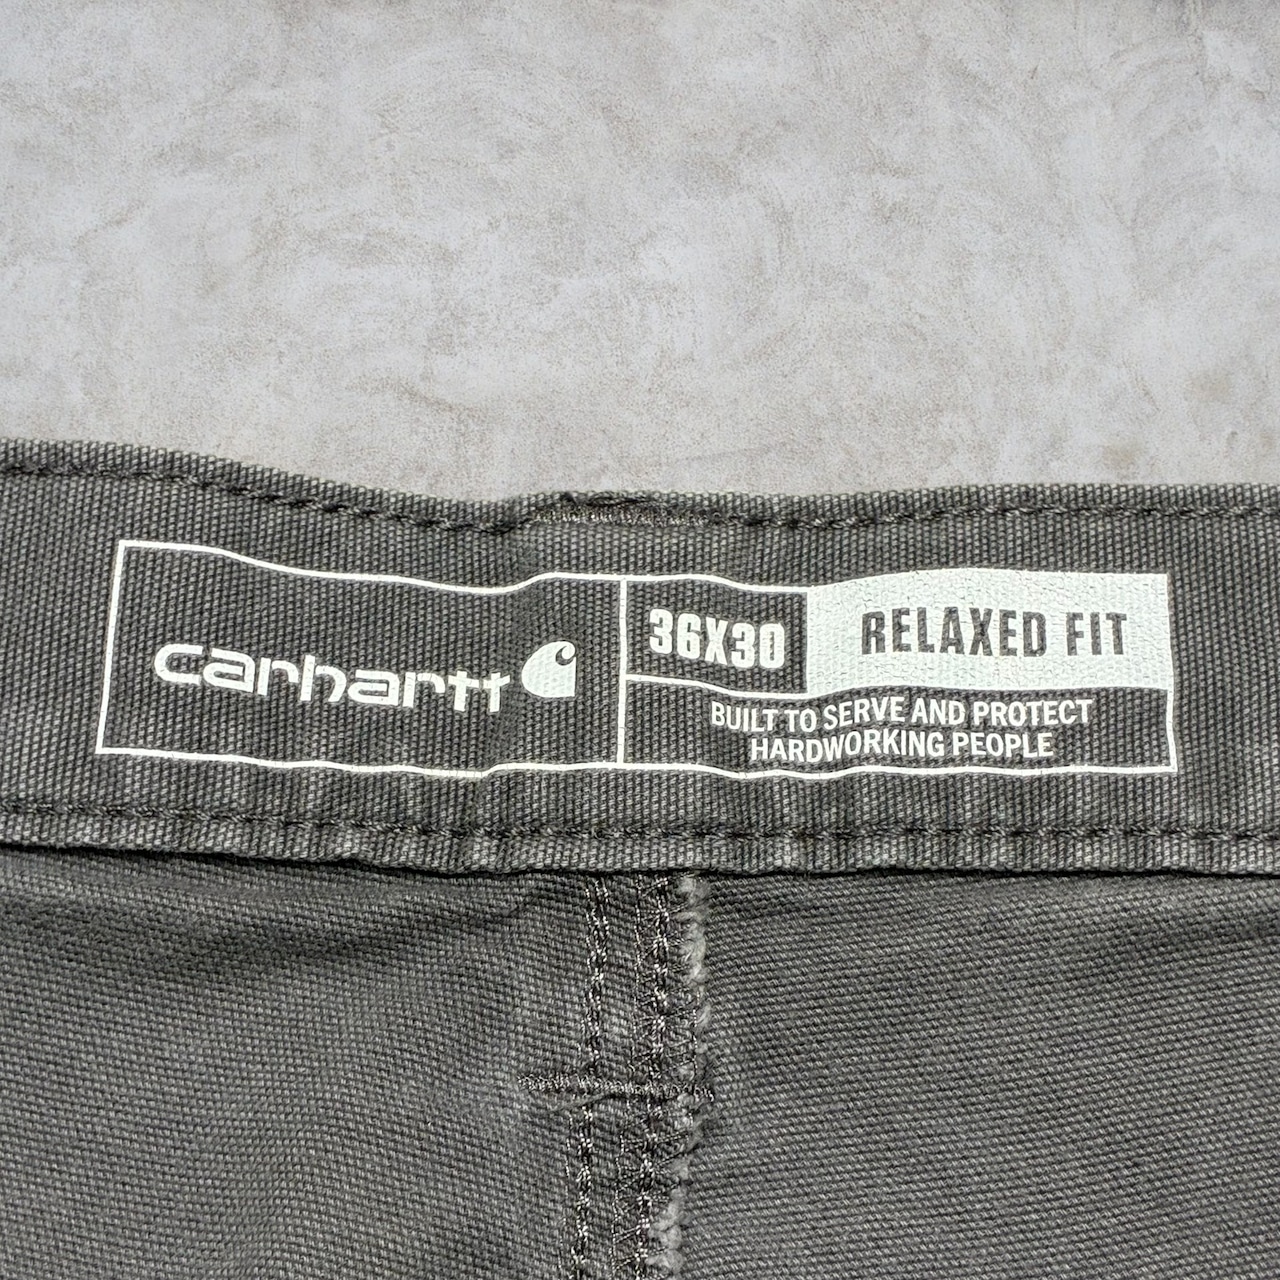 carhartt
36X30
RELAXED FIT
BUILT TO SERVE AND PROTECT
HARDWORKING PEOPLE